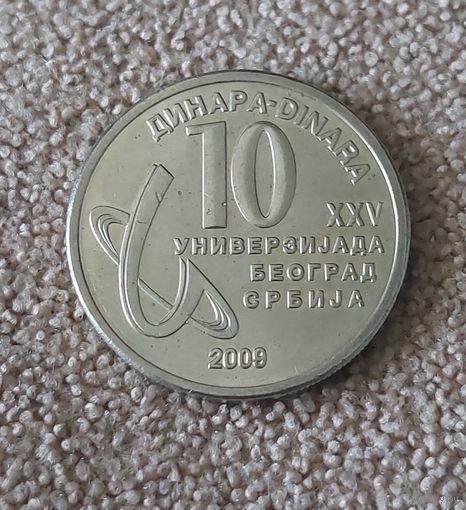 ДИНАРА-DINARA
10
XXV
УНИВЕРЗИЈАДА
БЕОГРАД
СРБИЈА
2009